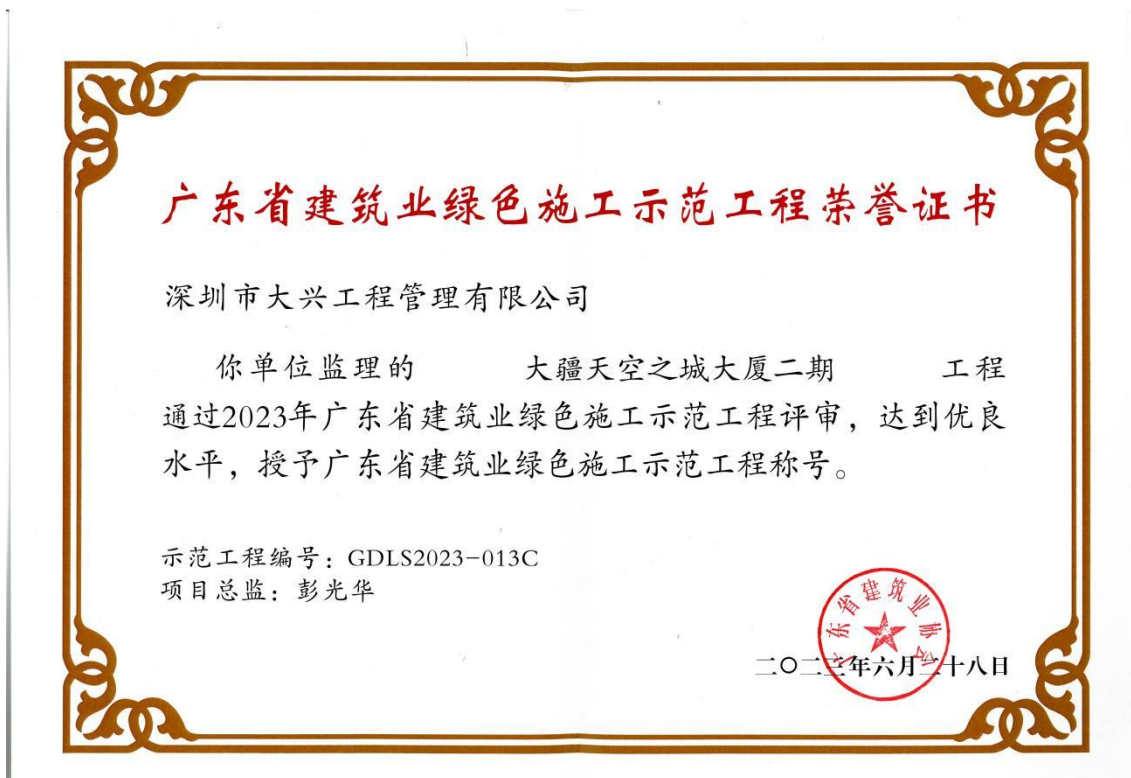 广东省建筑业绿色施工示范工程荣誉证书
深圳市大兴工程管理有限公司
你单位监理的 大疆天空之城大厦二期 工程
通过2023年广东省建筑业绿色施工示范工程评审，达到优良
水平，授予广东省建筑业绿色施工示范工程称号。
示范工程编号：GDLS2023-013C
项目总监：彭光华
广东省建筑业协会
二〇二三年六月二十八日